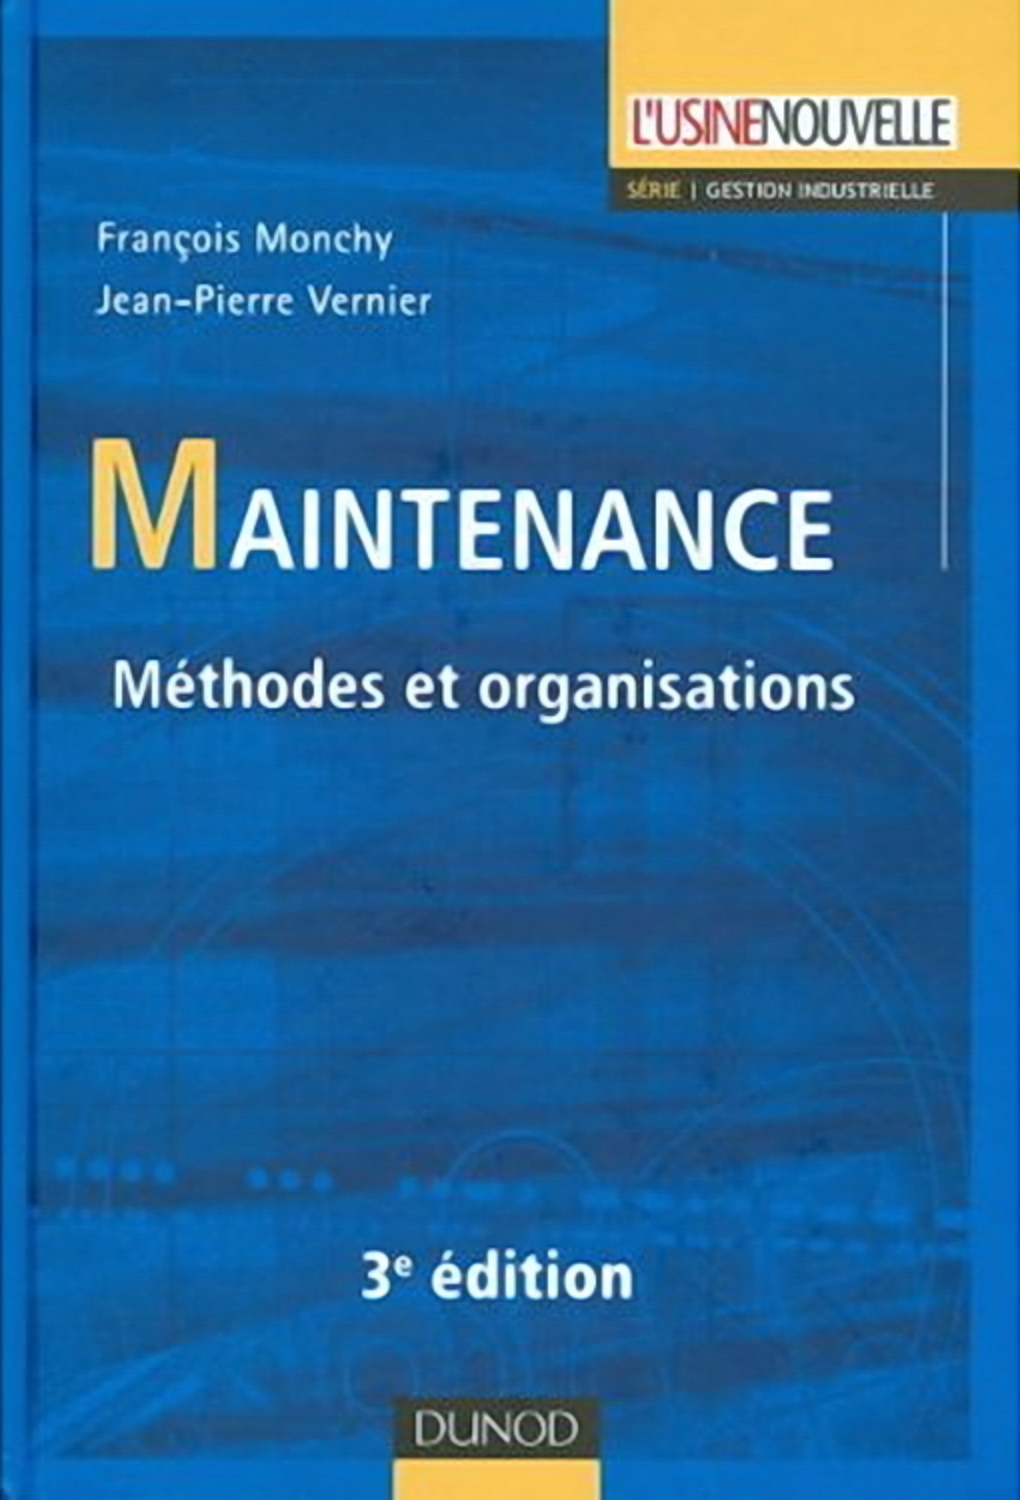 L'USINENOUVELLE
SÉRIE | GESTION INDUSTRIELLE
François Monchy
Jean-Pierre Vernier
MAINTENANCE
Méthodes et organisations
3e édition
DUNOD